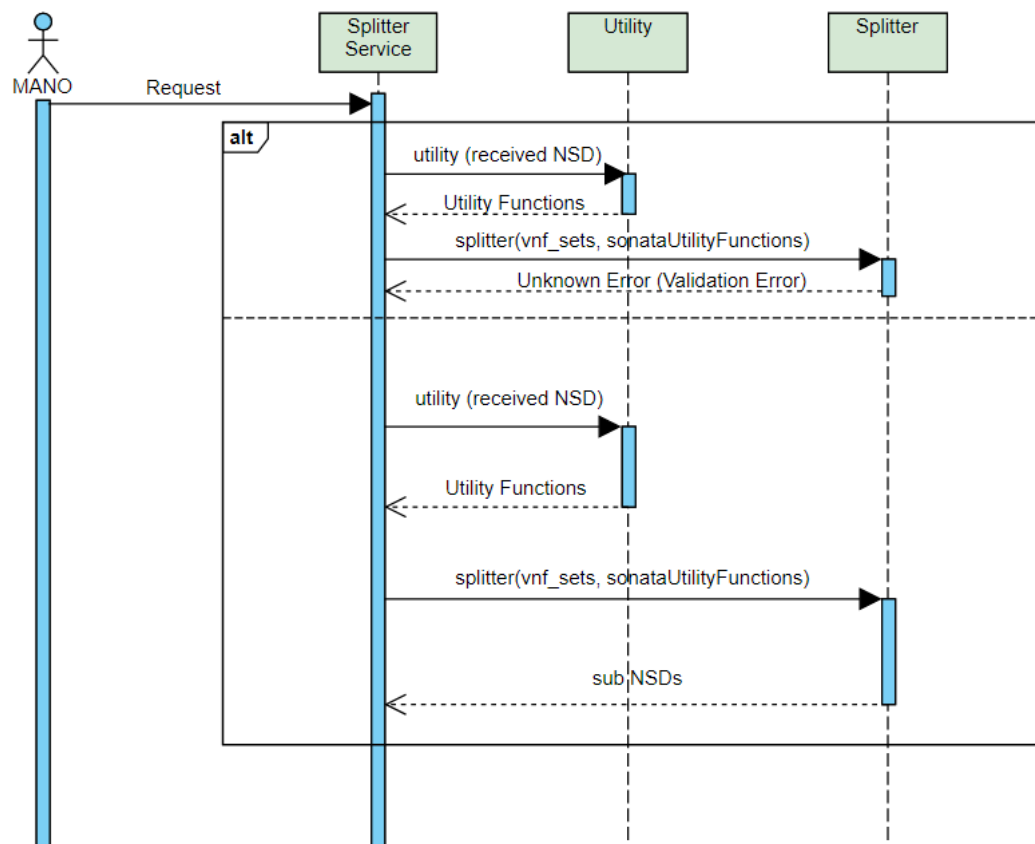 MANO
Splitter
Service
Utility
Splitter
Request
alt
utility (received NSD)
Utility Functions
splitter(vnf_sets, sonataUtilityFunctions)
Unknown Error (Validation Error)
utility (received NSD)
Utility Functions
splitter(vnf_sets, sonataUtilityFunctions)
sub NSDs